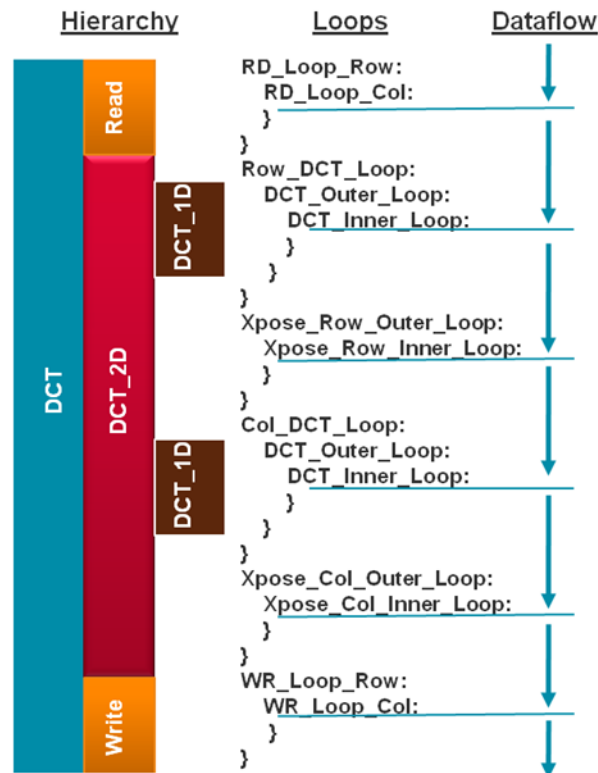 Hierarchy Loops Dataflow
DCT
Read
DCT_2D
DCT_1D
DCT_1D
Write
RD_Loop_Row:
RD_Loop_Col:
}
}
Row_DCT_Loop:
DCT_Outer_Loop:
DCT_Inner_Loop:
}
}
}
Xpose_Row_Outer_Loop:
Xpose_Row_Inner_Loop:
}
}
Col_DCT_Loop:
DCT_Outer_Loop:
DCT_Inner_Loop:
}
}
}
Xpose_Col_Outer_Loop:
Xpose_Col_Inner_Loop:
}
}
WR_Loop_Row:
WR_Loop_Col:
}
}